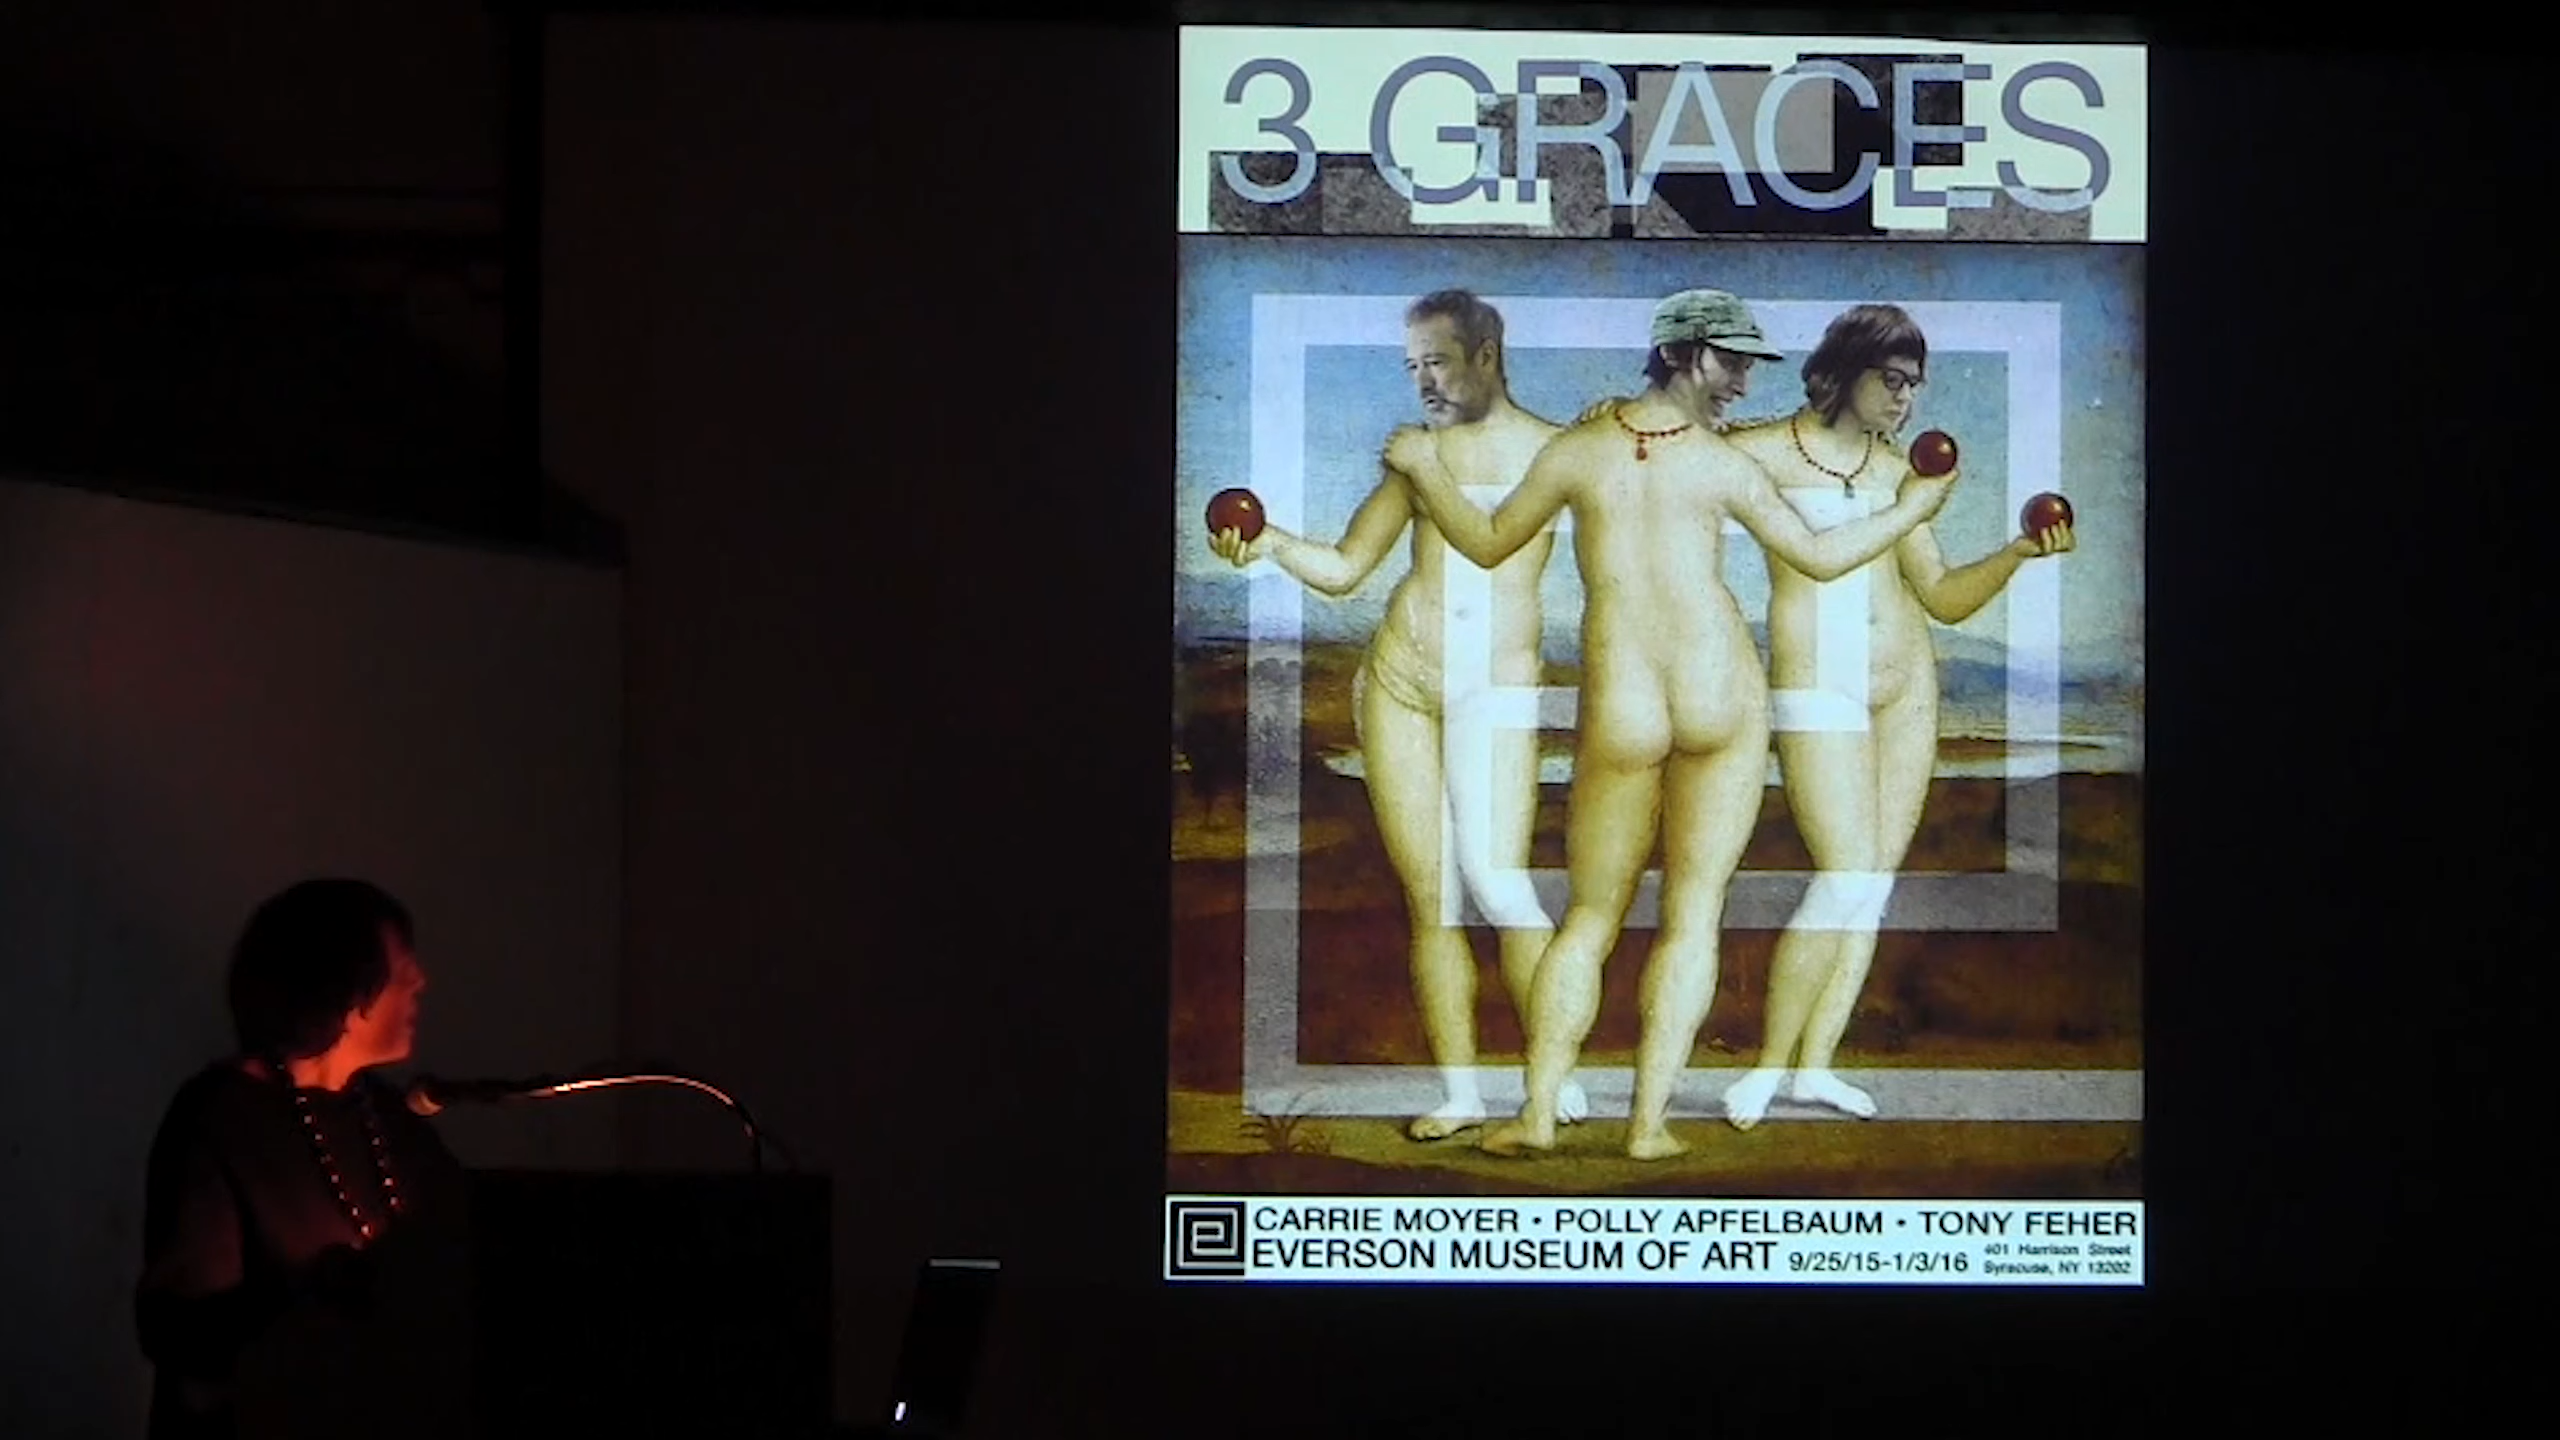 3 GRACES
CARRIE MOYER • POLLY APFELBAUM • TONY FEHER
EVERSON MUSEUM OF ART 9/25/15-1/3/16
401 Harrison Street
Syracuse, NY 13202